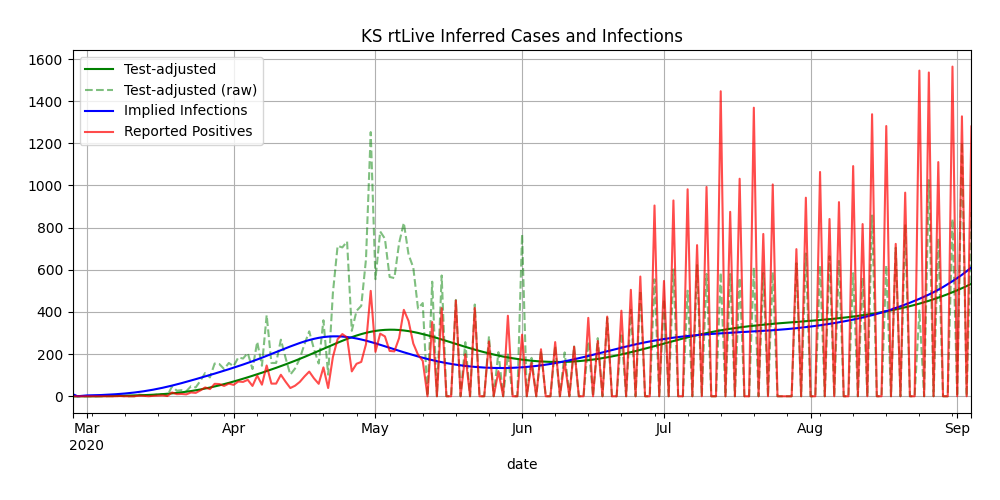 KS rtLive Inferred Cases and Infections
1600
1400
1200
1000
800
600
400
200
0
Test-adjusted
Test-adjusted (raw)
Implied Infections
Reported Positives
Mar Apr May Jun Jul Aug Sep
2020
date